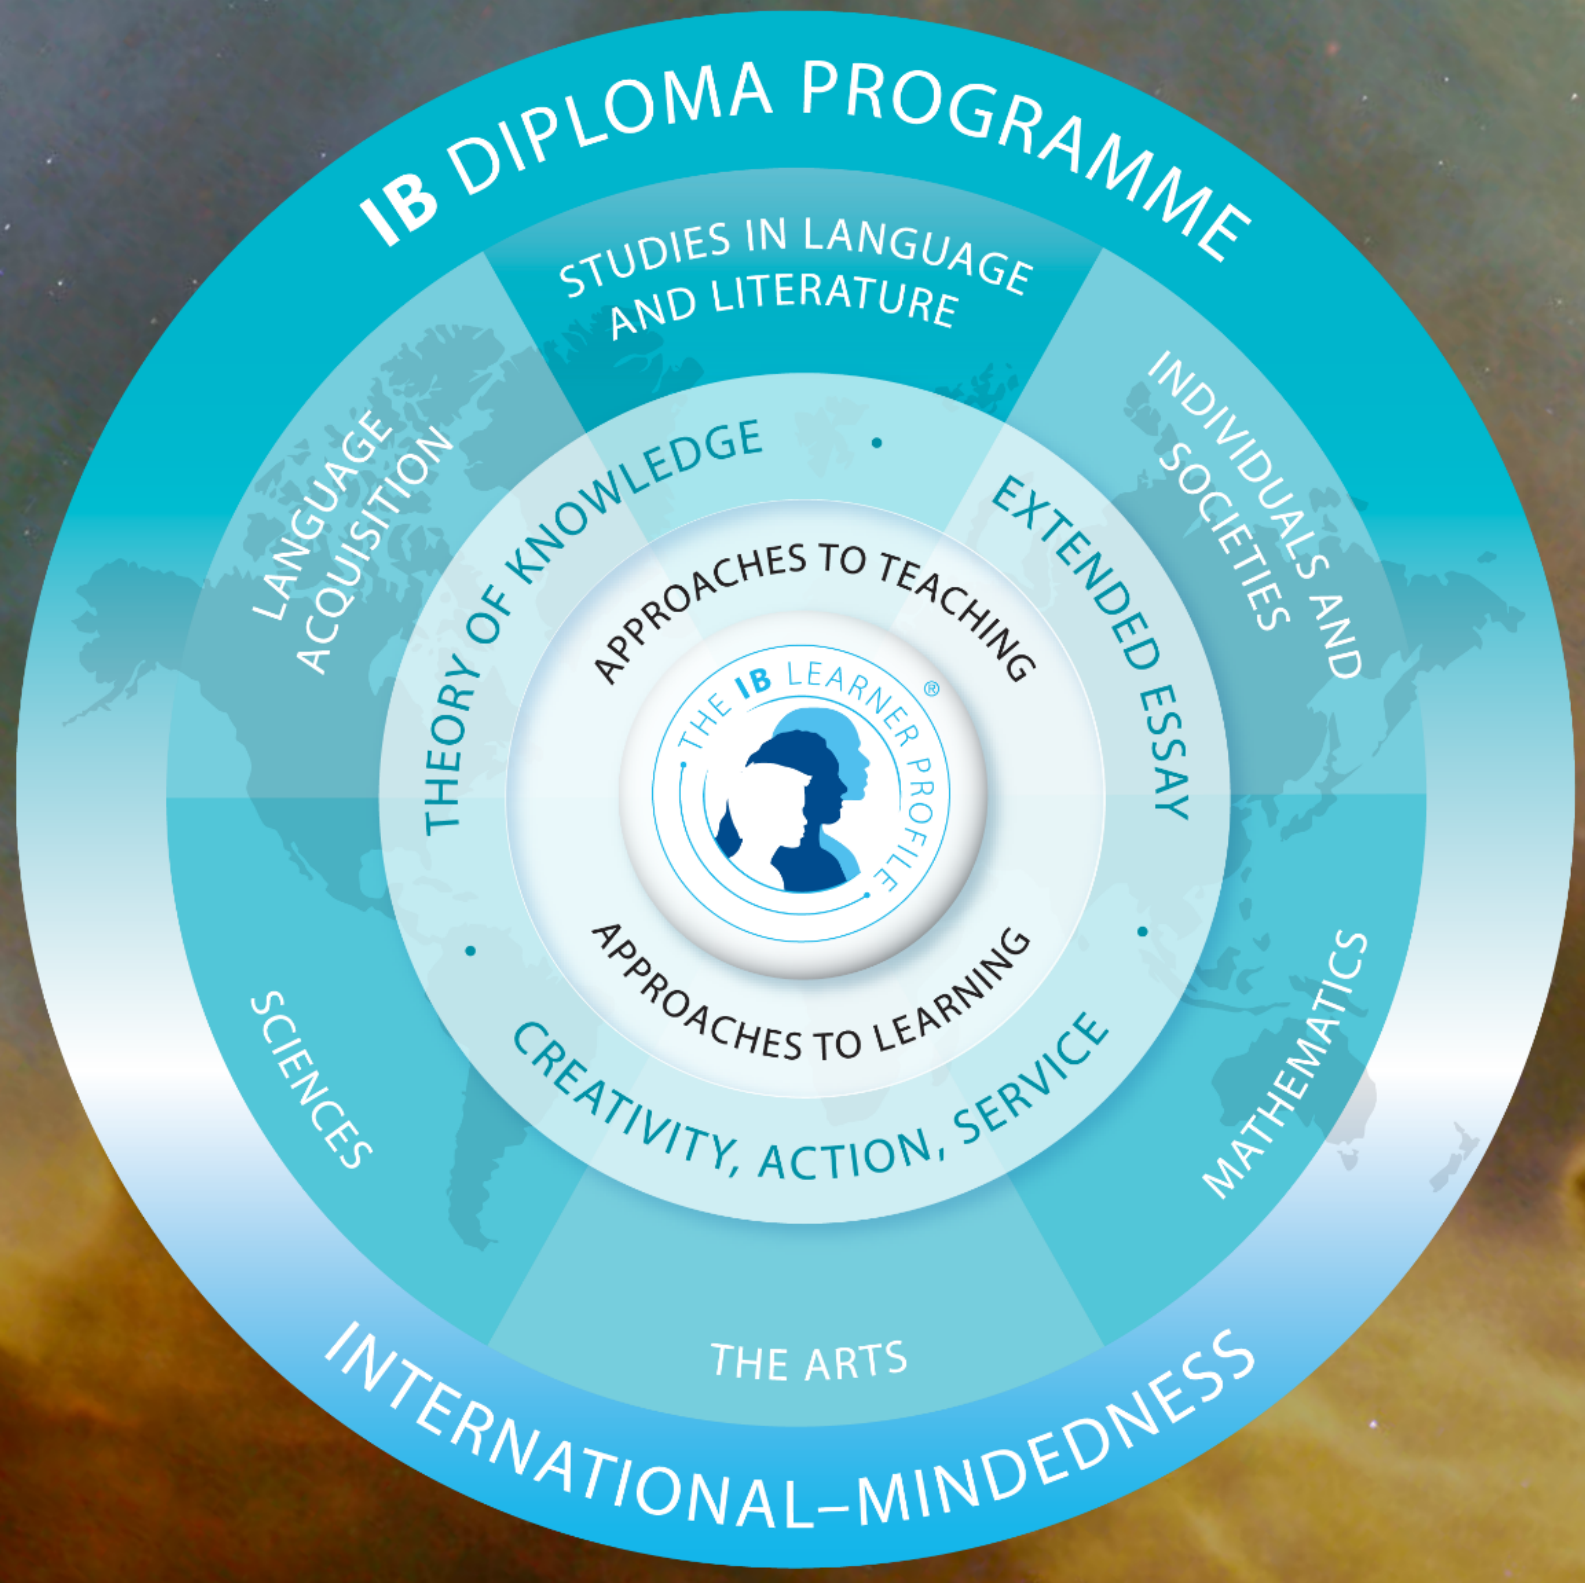 IB DIPLOMA PROGRAMME
STUDIES IN LANGUAGE
AND LITERATURE
LANGUAGE
ACQUISITION
INDIVIDUALS AND
SOCIETIES
THEORY OF KNOWLEDGE
•
EXTENDED ESSAY
•
APPROACHES TO TEACHING
THE IB LEARNER PROFILE
®
APPROACHES TO LEARNING
CREATIVITY, ACTION, SERVICE
•
SCIENCES
MATHEMATICS
THE ARTS
INTERNATIONAL–MINDEDNESS